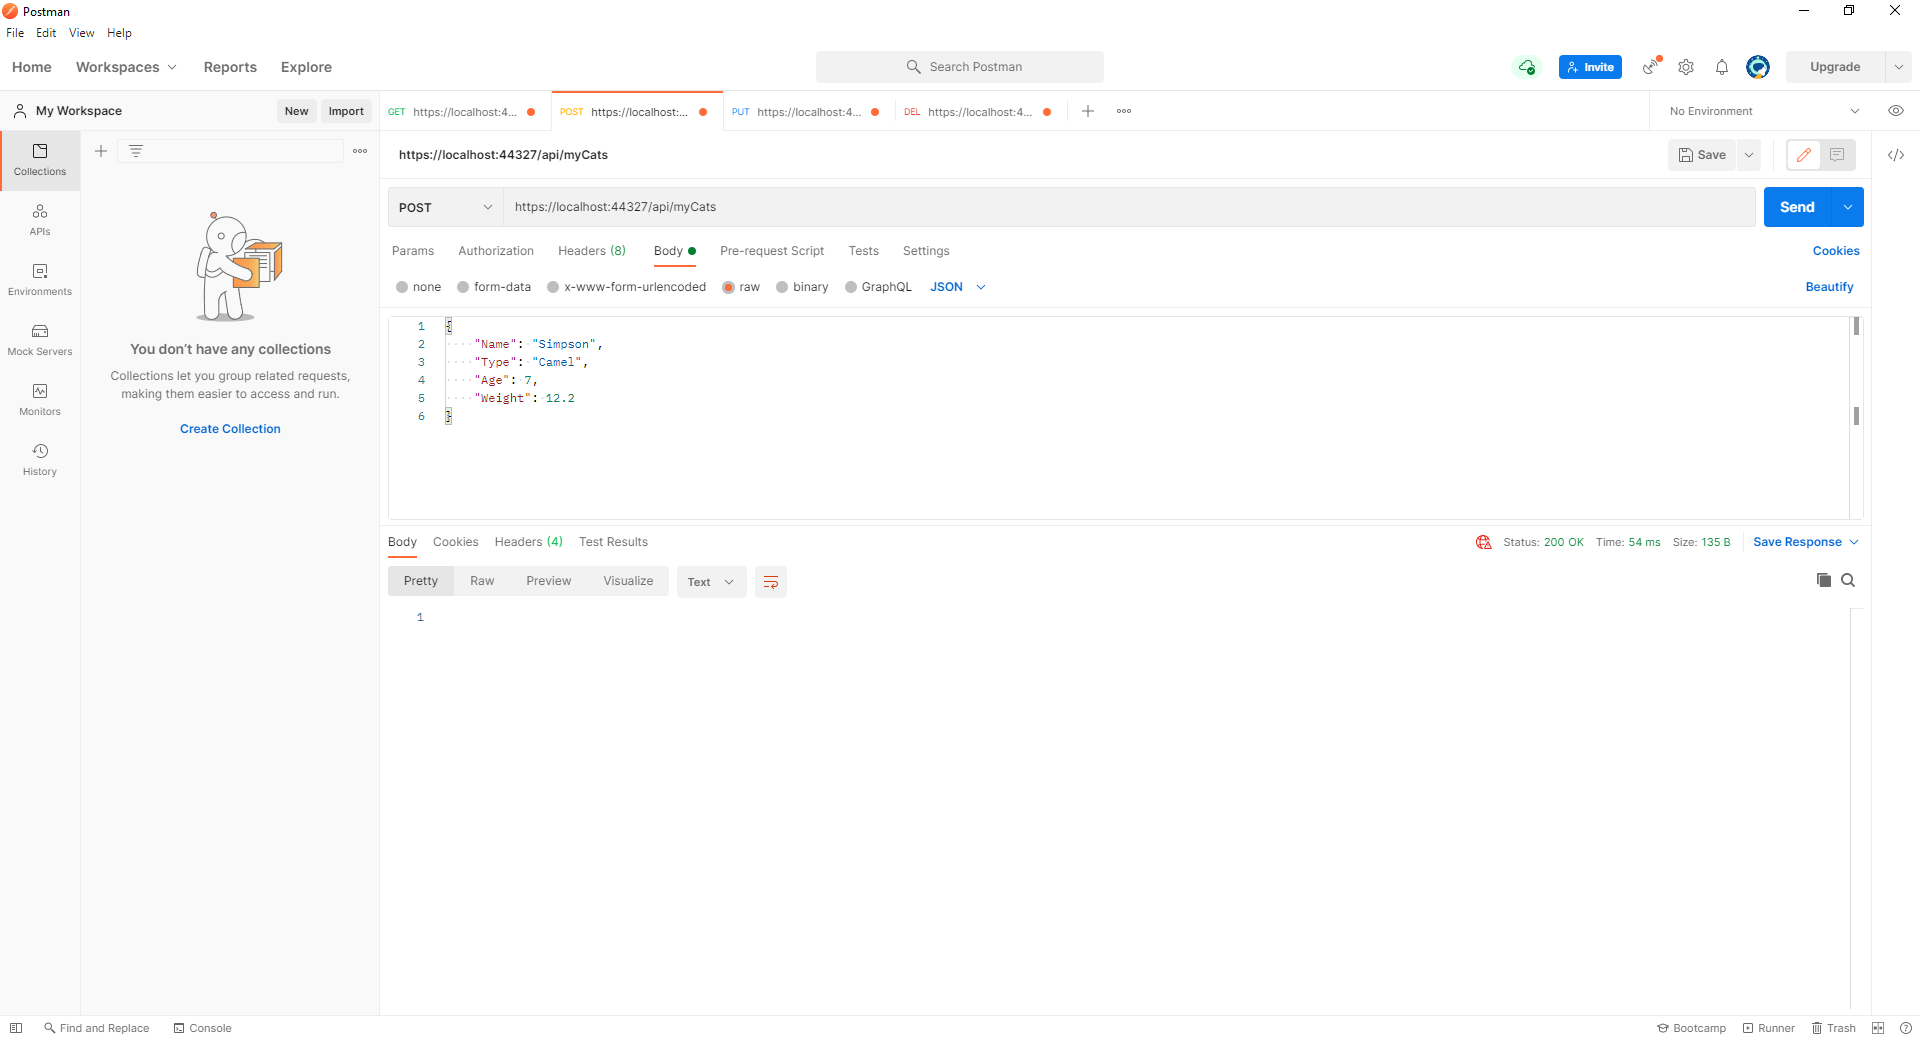 Postman
File Edit View Help
Home Workspaces Reports Explore Search Postman Invite Upgrade
My Workspace New Import GET https://localhost:4... POST https://localhost:... PUT https://localhost:4... DEL https://localhost:4... No Environment
Collections
APIs
Environments
Mock Servers
Monitors
History
You don't have any collections
Collections let you group related requests,
making them easier to access and run.
Create Collection
https://localhost:44327/api/myCats Save
POST https://localhost:44327/api/myCats Send
Params Authorization Headers (8) Body Pre-request Script Tests Settings Cookies
none form-data x-www-form-urlencoded raw binary GraphQL JSON Beautify
1 {
2 "Name": "Simpson",
3 "Type": "Camel",
4 "Age": 7,
5 "Weight": 12.2
6 }
Body Cookies Headers (4) Test Results Status: 200 OK Time: 54 ms Size: 135 B Save Response
Pretty Raw Preview Visualize Text
1
Find and Replace Console Bootcamp Runner Trash